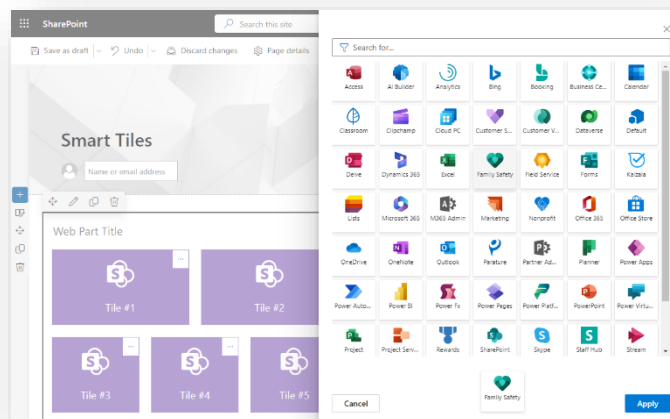 SharePoint
Search this site
Save as draft Undo Discard changes Page details
Smart Tiles
Name or email address
Web Part Title
Tile #1 Tile #2
Tile #3 Tile #4 Tile #5
Search for...
Access AI Builder Analytics Bing Booking Business Ce... Calendar
Classroom Clipchamp Cloud PC Customer S... Customer V... Dataverse Default
Delve Dynamics 365 Excel Family Safety Field Service Forms Kaizala
Lists Microsoft 365 M365 Admin Marketing Nonprofit Office 365 Office Store
OneDrive OneNote Outlook Parature Partner Ad... Planner Power Apps
Power Auto... Power BI Power Fx Power Pages Power Platf... PowerPoint Power Virtu...
Project Project Serv... Rewards SharePoint Skype Staff Hub Stream
Family Safety
Cancel Apply